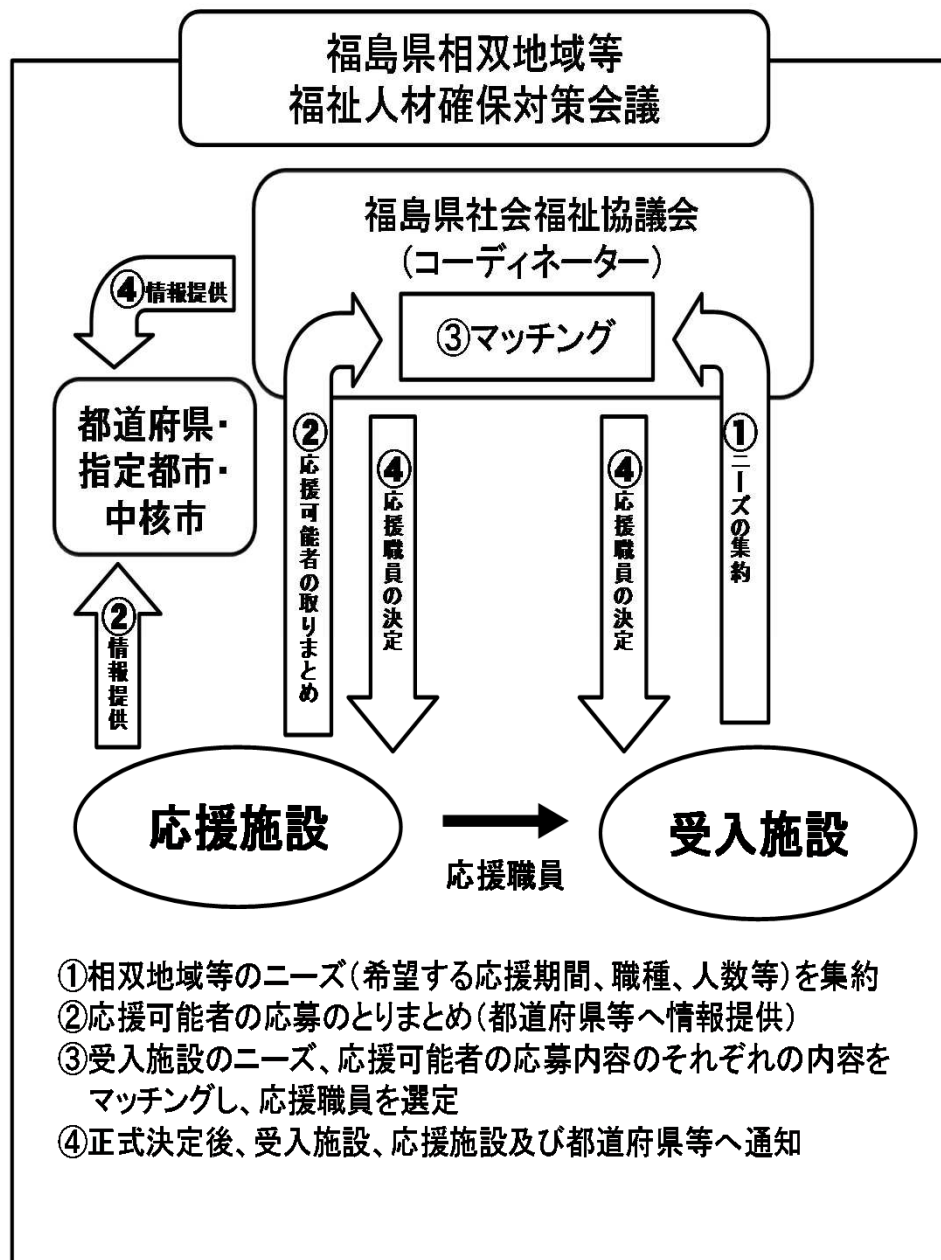 福島県相双地域等
福祉人材確保対策会議
福島県社会福祉協議会
(コーディネーター)
③マッチング
④情報提供
都道府県・
指定都市・
中核市
②情報提供
②応援可能者の取りまとめ
④応援職員の決定
④応援職員の決定
①ニーズの集約
応援施設
応援職員
受入施設
①相双地域等のニーズ(希望する応援期間、職種、人数等)を集約
②応援可能者の応募のとりまとめ(都道府県等へ情報提供)
③受入施設のニーズ、応援可能者の応募内容のそれぞれの内容を
マッチングし、応援職員を選定
④正式決定後、受入施設、応援施設及び都道府県等へ通知